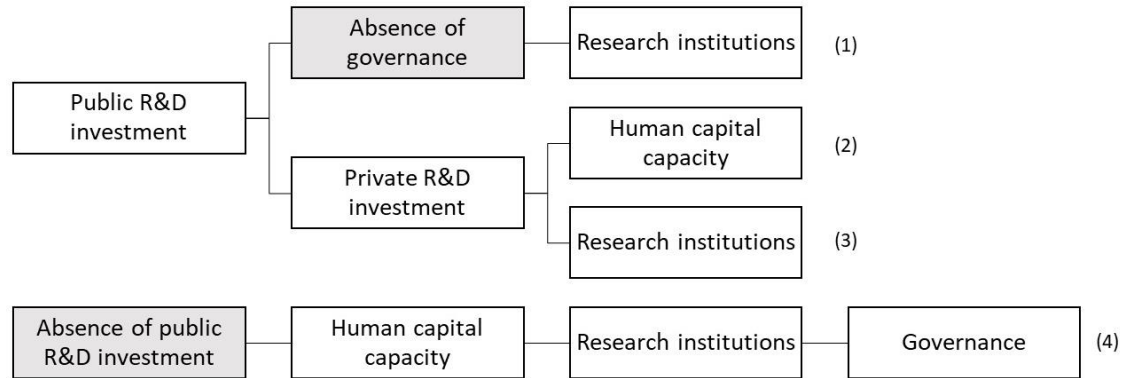 Absence of
governance
Research institutions
(1)
Public R&D
investment
Human capital
capacity
(2)
Private R&D
investment
Research institutions
(3)
Absence of public
R&D investment
Human capital
capacity
Research institutions
Governance
(4)